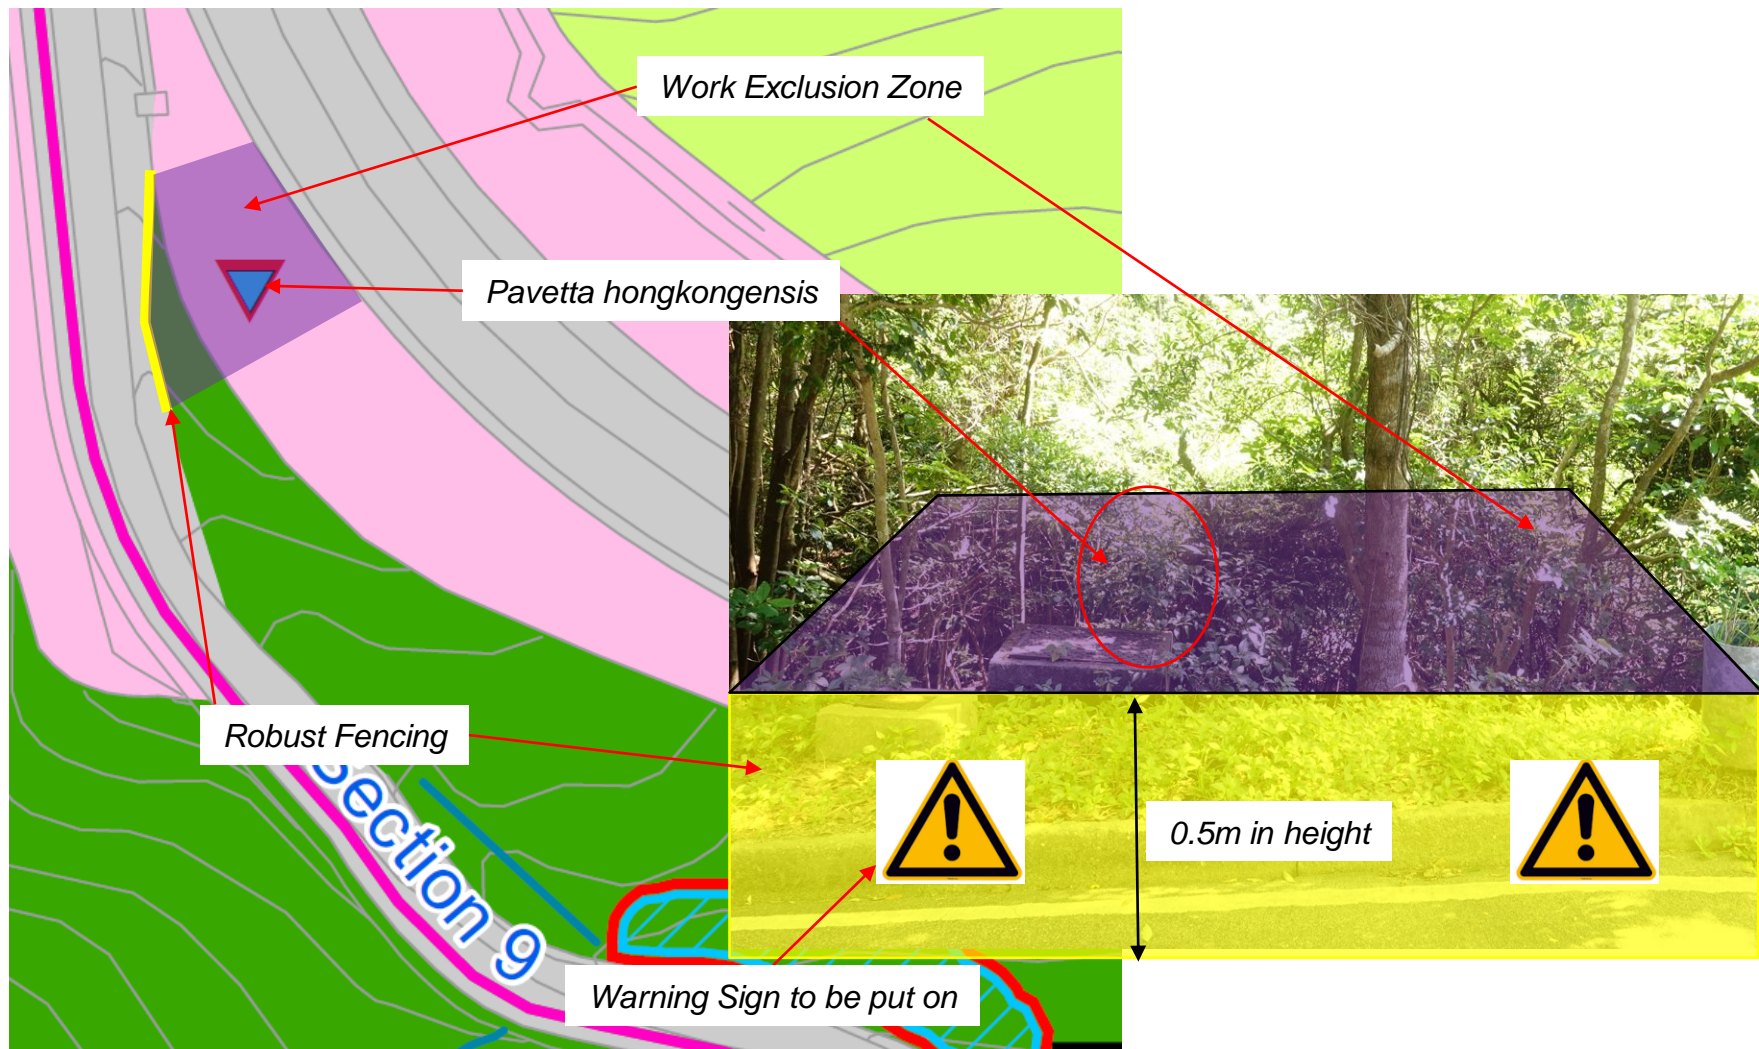 Work Exclusion Zone
Pavetta hongkongensis
Robust Fencing
Section 9
0.5m in height
Warning Sign to be put on